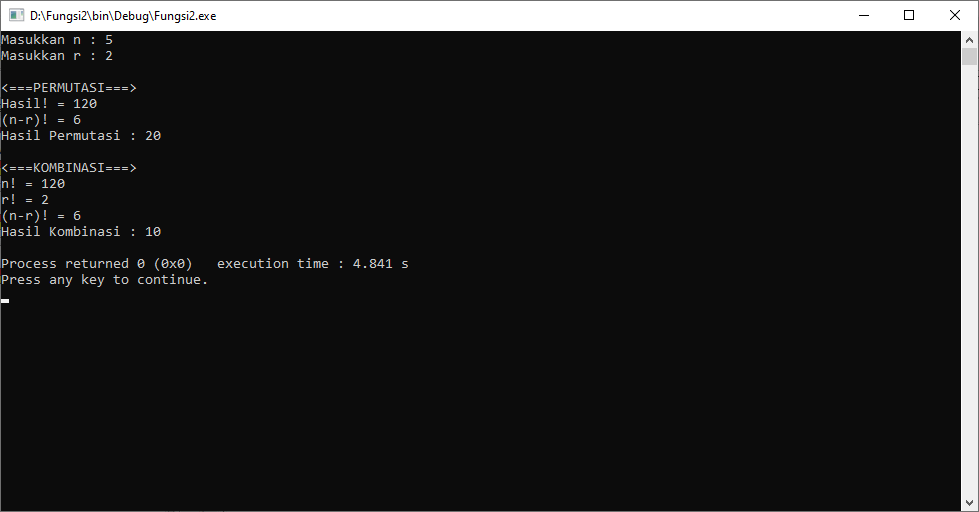 D:\Fungsi2\bin\Debug\Fungsi2.exe
Masukkan n : 5
Masukkan r : 2
<===PERMUTASI===>
Hasil! = 120
(n-r)! = 6
Hasil Permutasi : 20
<===KOMBINASI===>
n! = 120
r! = 2
(n-r)! = 6
Hasil Kombinasi : 10
Process returned 0 (0x0)   execution time : 4.841 s
Press any key to continue.